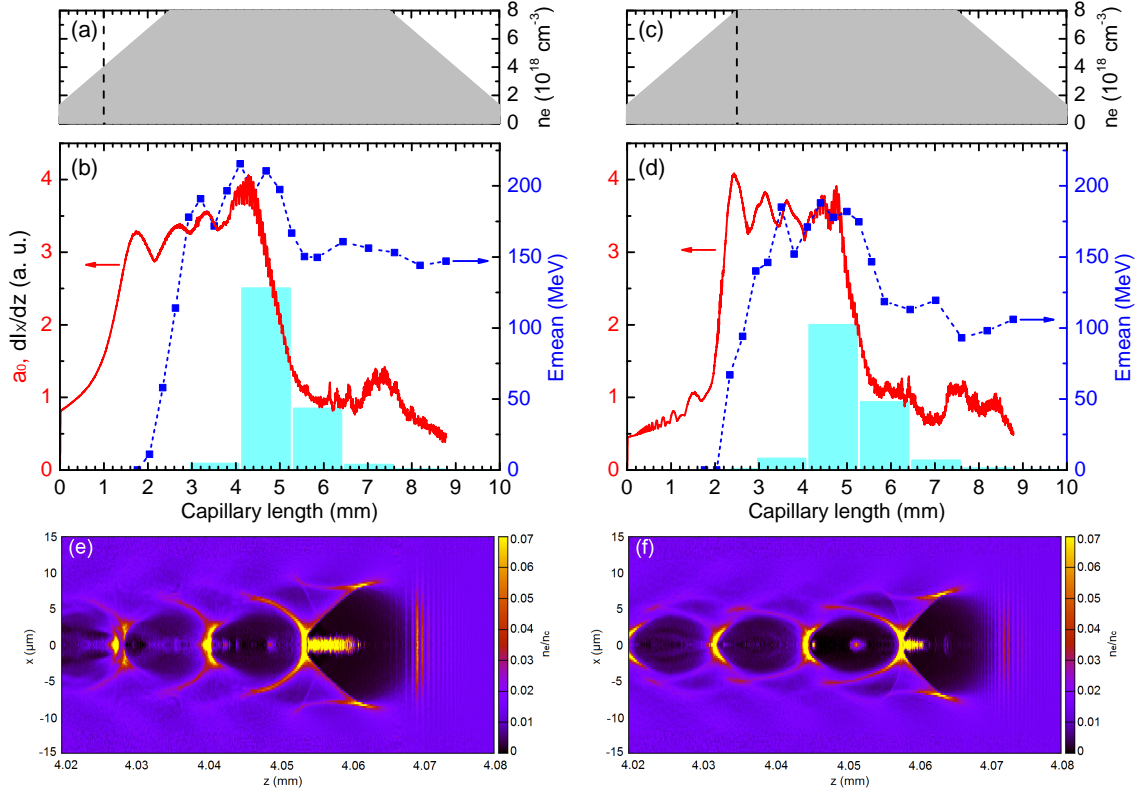 (a)
8
6
4
2
0
nₑ (10¹⁸ cm⁻³)
(c)
8
6
4
2
0
nₑ (10¹⁸ cm⁻³)
(b)
4
3
2
1
0
a₀, dIₓ/dz (a. u.)
200
150
100
50
0
Emean (MeV)
0 1 2 3 4 5 6 7 8 9 10
Capillary length (mm)
(d)
4
3
2
1
0
200
150
100
50
0
Emean (MeV)
0 1 2 3 4 5 6 7 8 9 10
Capillary length (mm)
(e)
15
10
5
0
-5
-10
-15
x (µm)
4.02 4.03 4.04 4.05 4.06 4.07 4.08
z (mm)
0.07
0.06
0.05
0.04
0.03
0.02
0.01
0
nₑ/n꜀
(f)
15
10
5
0
-5
-10
-15
x (µm)
4.02 4.03 4.04 4.05 4.06 4.07 4.08
z (mm)
0.07
0.06
0.05
0.04
0.03
0.02
0.01
0
nₑ/n꜀